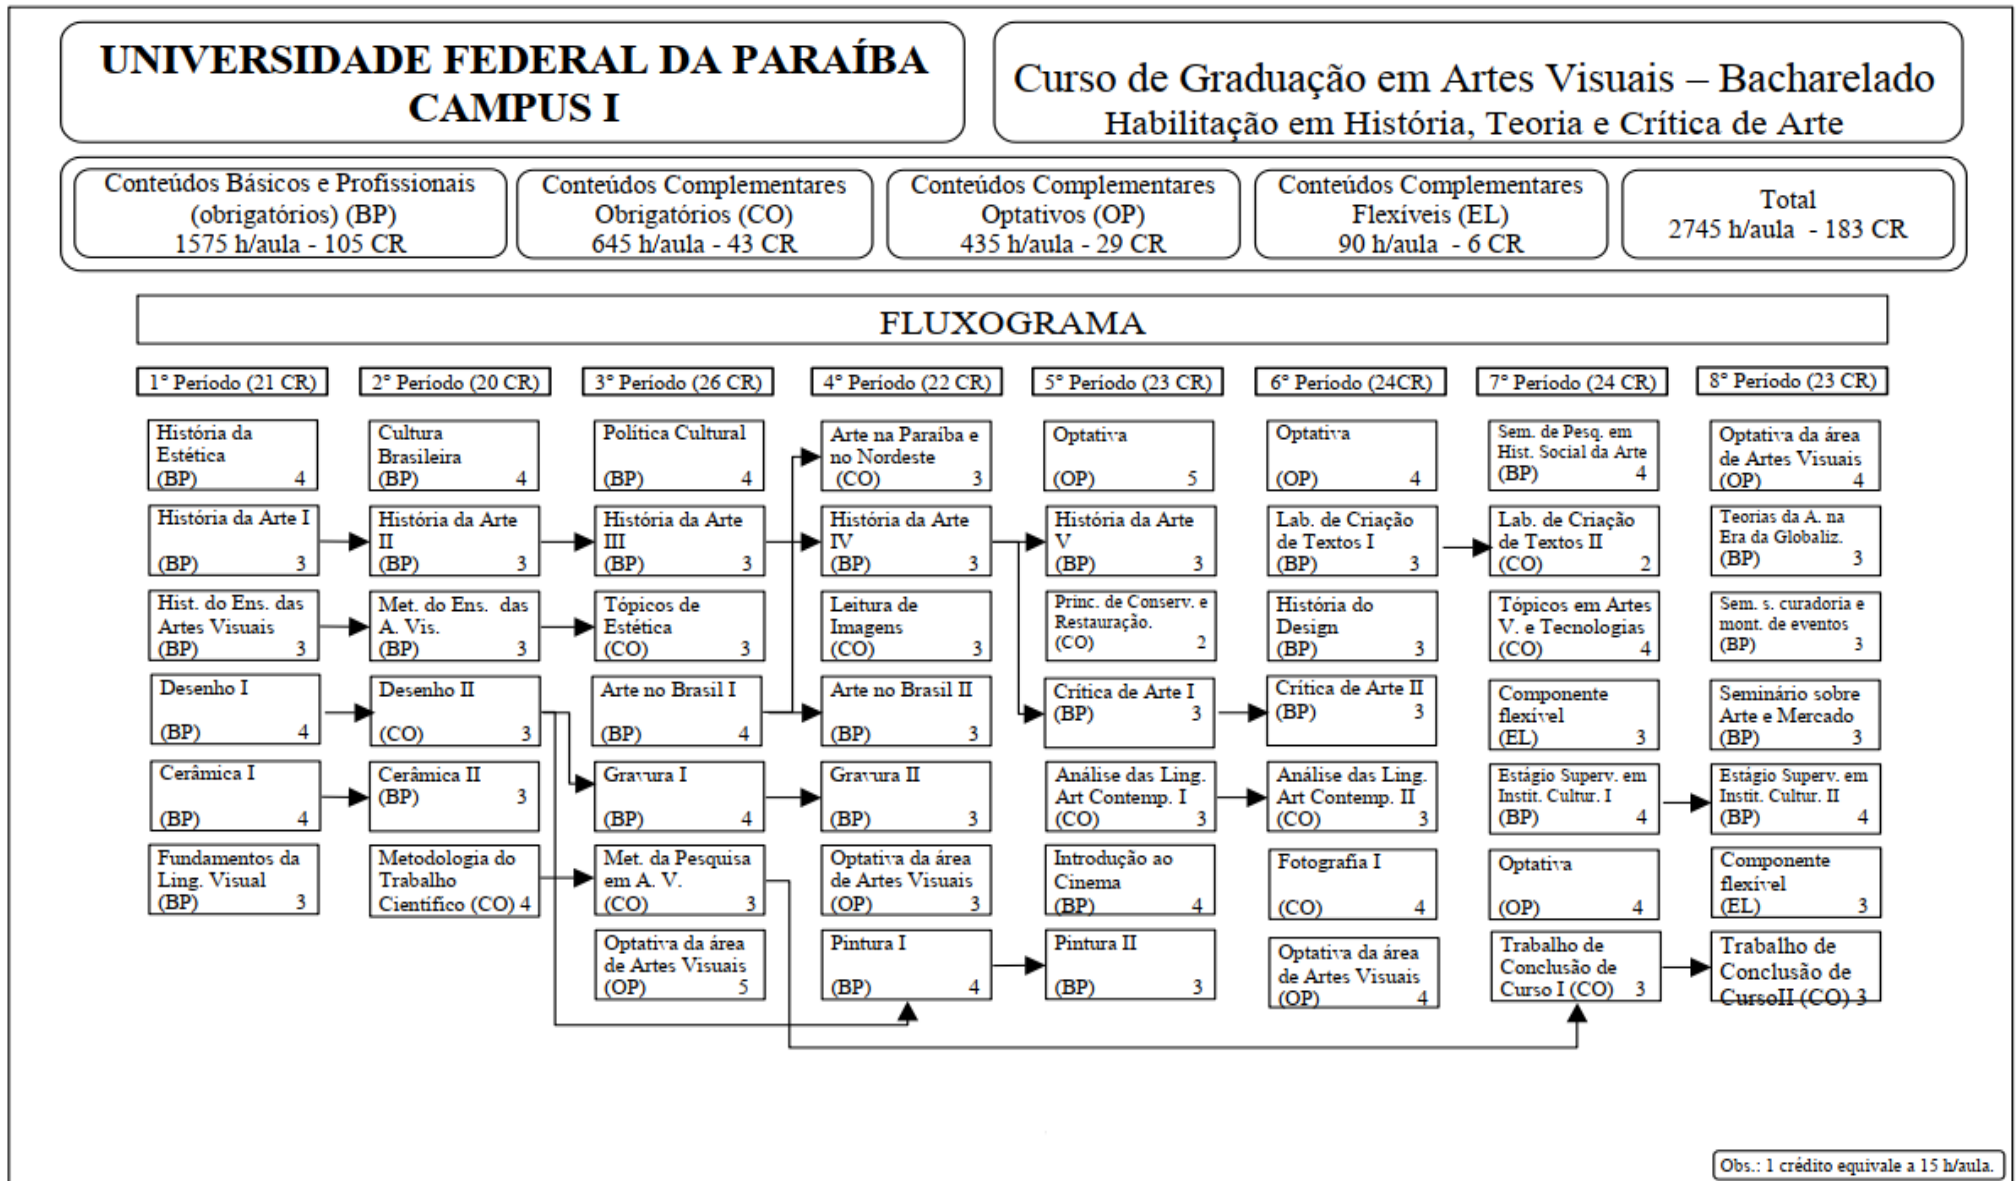 UNIVERSIDADE FEDERAL DA PARAÍBA
CAMPUS I
Curso de Graduação em Artes Visuais – Bacharelado
Habilitação em História, Teoria e Crítica de Arte
Conteúdos Básicos e Profissionais
(obrigatórios) (BP)
1575 h/aula - 105 CR
Conteúdos Complementares
Obrigatórios (CO)
645 h/aula - 43 CR
Conteúdos Complementares
Optativos (OP)
435 h/aula - 29 CR
Conteúdos Complementares
Flexíveis (EL)
90 h/aula - 6 CR
Total
2745 h/aula - 183 CR
FLUXOGRAMA
1° Período (21 CR)
História da
Estética
(BP) 4
História da Arte I
(BP) 3
Hist. do Ens. das
Artes Visuais
(BP) 3
Desenho I
(BP) 4
Cerâmica I
(BP) 4
Fundamentos da
Ling. Visual
(BP) 3
2° Período (20 CR)
Cultura
Brasileira
(BP) 4
História da Arte
II
(BP) 3
Met. do Ens. das
A. Vis.
(BP) 3
Desenho II
(CO) 3
Cerâmica II
(BP) 3
Metodologia do
Trabalho
Científico (CO) 4
3° Período (26 CR)
Política Cultural
(BP) 4
História da Arte
III
(BP) 3
Tópicos de
Estética
(CO) 3
Arte no Brasil I
(BP) 4
Gravura I
(BP) 4
Met. da Pesquisa
em A. V.
(CO) 3
Optativa da área
de Artes Visuais
(OP) 5
4° Período (22 CR)
Arte na Paraíba e
no Nordeste
(CO) 3
História da Arte
IV
(BP) 3
Leitura de
Imagens
(CO) 3
Arte no Brasil II
(BP) 3
Gravura II
(BP) 3
Optativa da área
de Artes Visuais
(OP) 3
Pintura I
(BP) 4
5° Período (23 CR)
Optativa
(OP) 5
História da Arte
V
(BP) 3
Princ. de Conserv. e
Restauração.
(CO) 2
Crítica de Arte I
(BP) 3
Análise das Ling.
Art Contemp. I
(CO) 3
Introdução ao
Cinema
(BP) 4
Pintura II
(BP) 3
6° Período (24CR)
Optativa
(OP) 4
Lab. de Criação
de Textos I
(BP) 3
História do
Design
(BP) 3
Crítica de Arte II
(BP) 3
Análise das Ling.
Art Contemp. II
(CO) 3
Fotografia I
(CO) 4
Optativa da área
de Artes Visuais
(OP) 4
7° Período (24 CR)
Sem. de Pesq. em
Hist. Social da Arte
(BP) 4
Lab. de Criação
de Textos II
(CO) 2
Tópicos em Artes
V. e Tecnologias
(CO) 4
Componente
flexível
(EL) 3
Estágio Superv. em
Instit. Cultur. I
(BP) 4
Optativa
(OP) 4
Trabalho de
Conclusão de
Curso I (CO) 3
8° Período (23 CR)
Optativa da área
de Artes Visuais
(OP) 4
Teorias da A. na
Era da Globaliz.
(BP) 3
Sem. s. curadoria e
mont. de eventos
(BP) 3
Seminário sobre
Arte e Mercado
(BP) 3
Estágio Superv. em
Instit. Cultur. II
(BP) 4
Componente
flexível
(EL) 3
Trabalho de
Conclusão de
CursoII (CO) 3
Obs.: 1 crédito equivale a 15 h/aula.